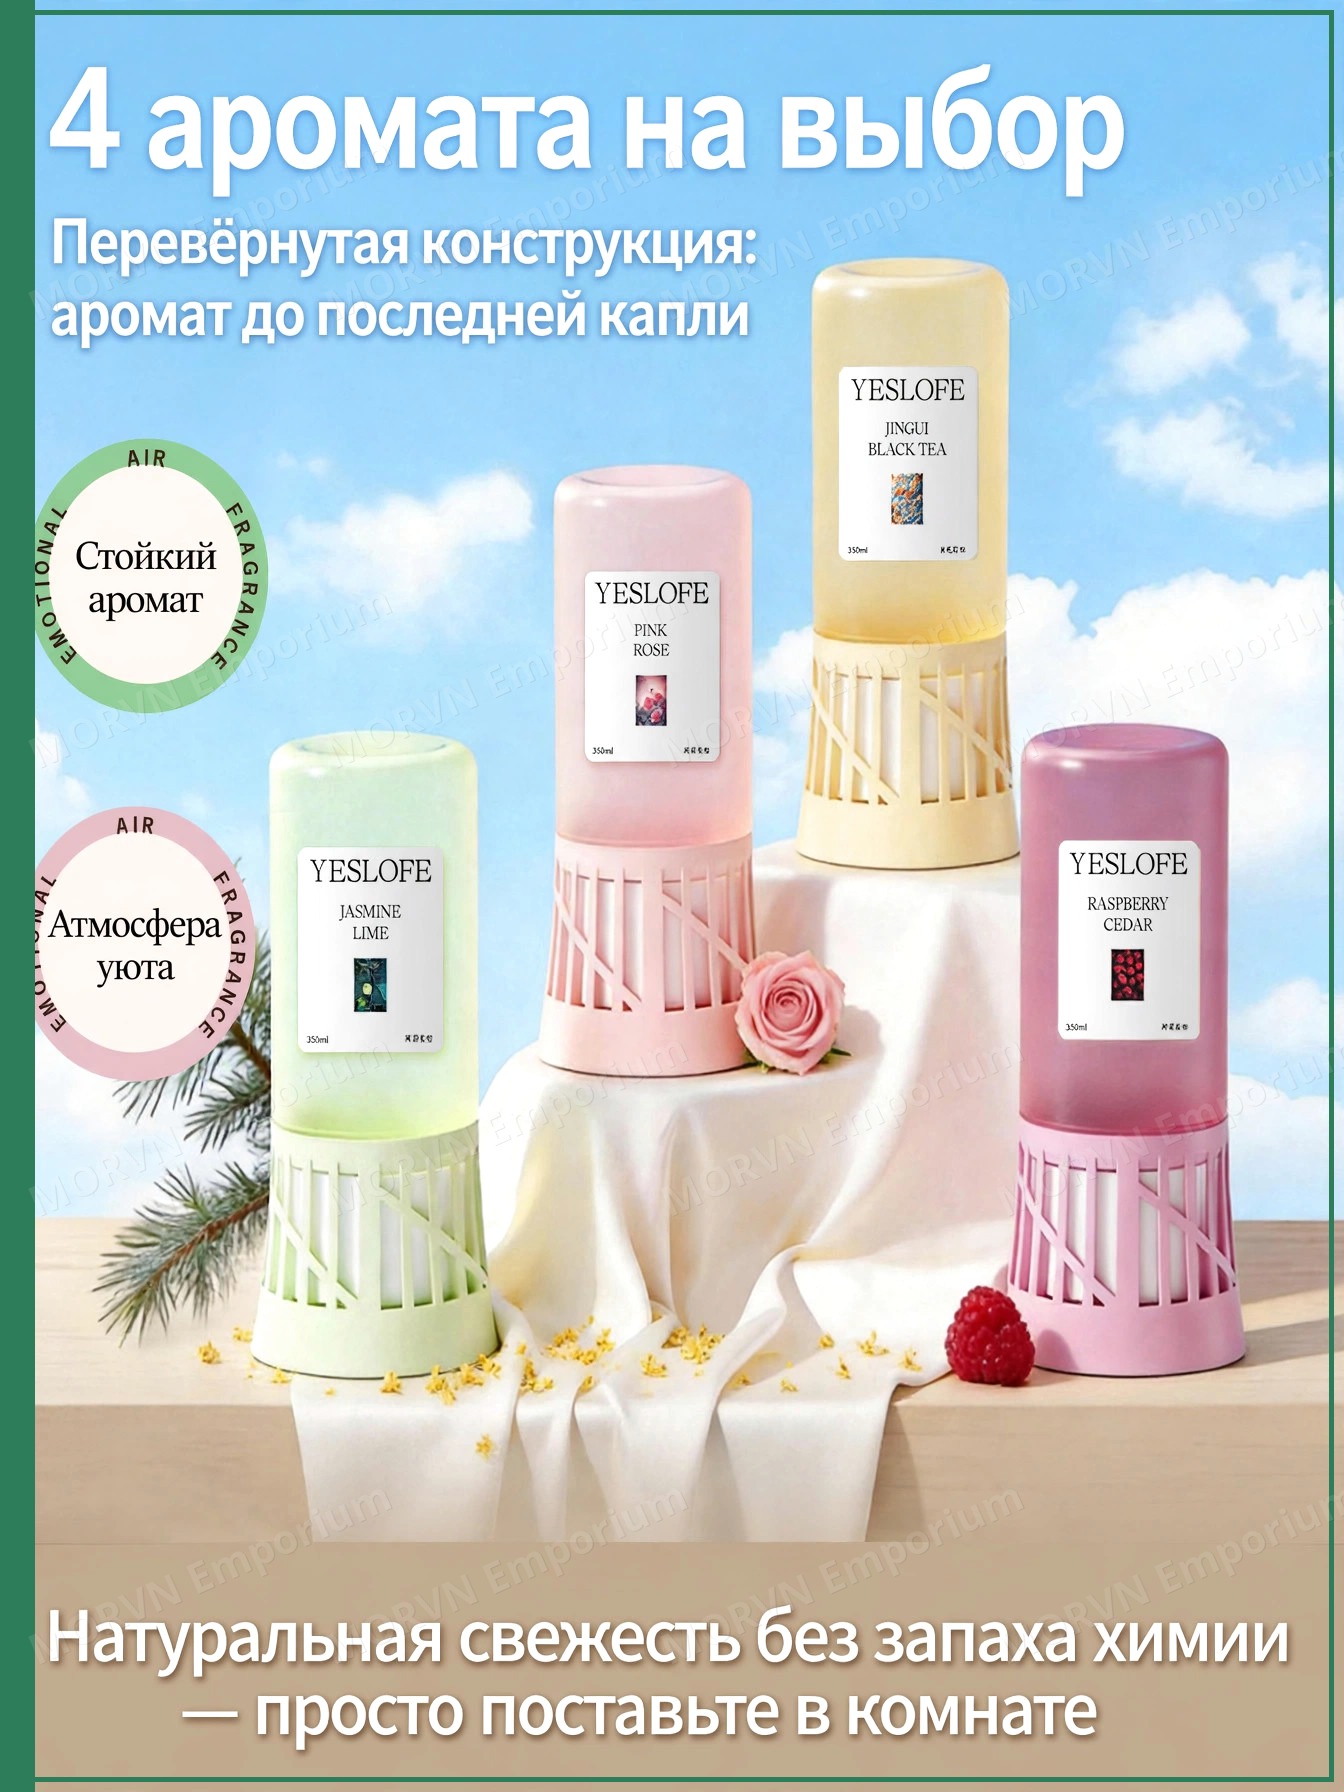 4 аромата на выбор
Перевёрнутая конструкция:
аромат до последней капли
YESLOFE
JINGUI
BLACK TEA
350ml
AIR
EMOTIONAL
FRAGRANCE
Стойкий
аромат
YESLOFE
PINK
ROSE
350ml
YESLOFE
JASMINE
LIME
350ml
YESLOFE
RASPBERRY
CEDAR
350ml
AIR
EMOTIONAL
FRAGRANCE
Атмосфера
уюта
Натуральная свежесть без запаха химии
— просто поставьте в комнате
MORVN Emporium